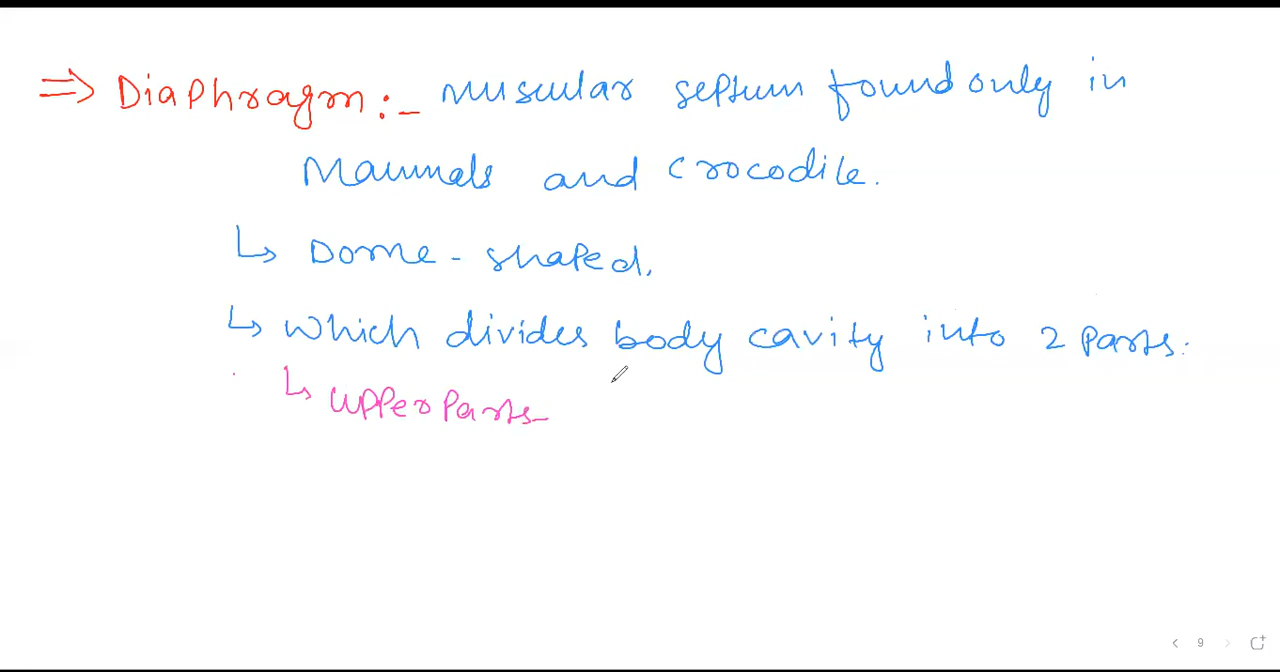 ⇒ Diaphragm:- Muscular septum found only in
Mammals and crocodile.
↳ Dome-shaped.
↳ which divides body cavity into 2 parts.
↳ upper parts-
9